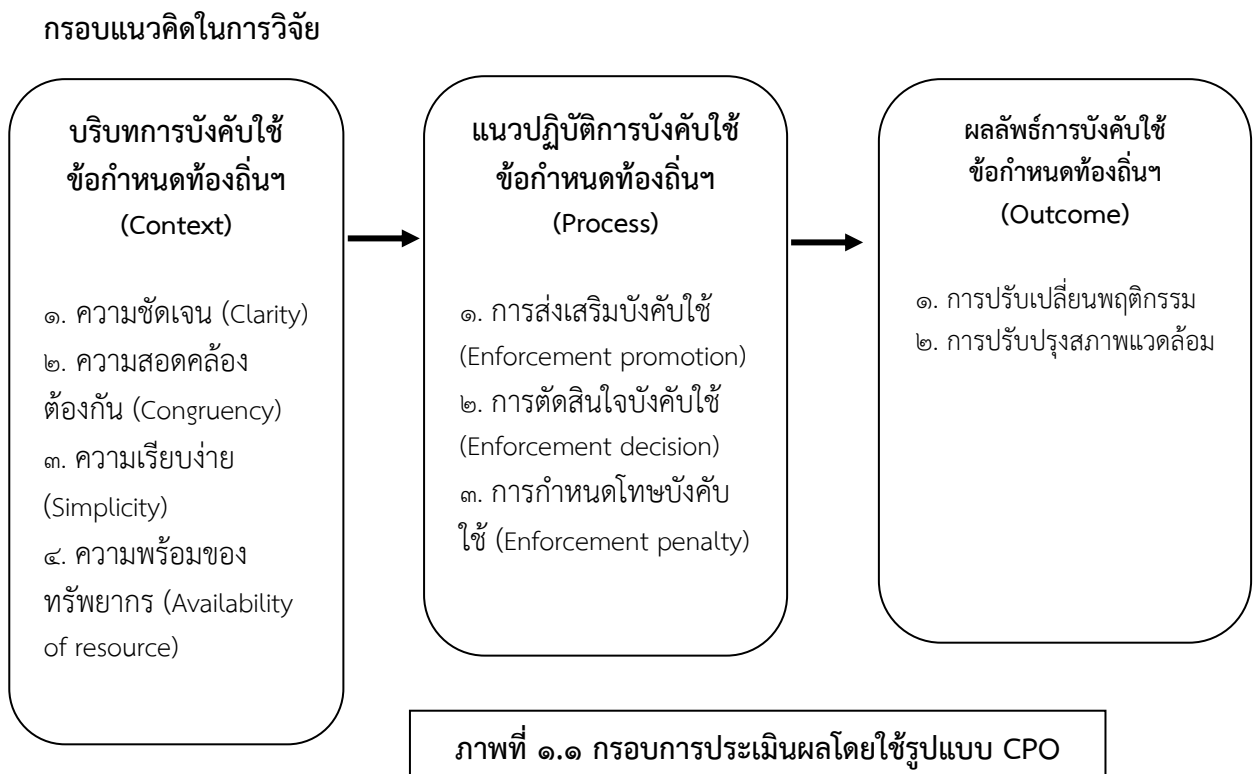 กรอบแนวคิดในการวิจัย
บริบทการบังคับใช้
ข้อกำหนดท้องถิ่นฯ
(Context)
๑. ความชัดเจน (Clarity)
๒. ความสอดคล้อง
ต้องกัน (Congruency)
๓. ความเรียบง่าย
(Simplicity)
๔. ความพร้อมของ
ทรัพยากร (Availability
of resource)
แนวปฏิบัติการบังคับใช้
ข้อกำหนดท้องถิ่นฯ
(Process)
๑. การส่งเสริมบังคับใช้
(Enforcement promotion)
๒. การตัดสินใจบังคับใช้
(Enforcement decision)
๓. การกำหนดโทษบังคับ
ใช้ (Enforcement penalty)
ผลลัพธ์การบังคับใช้
ข้อกำหนดท้องถิ่นฯ
(Outcome)
๑. การปรับเปลี่ยนพฤติกรรม
๒. การปรับปรุงสภาพแวดล้อม
ภาพที่ ๑.๑ กรอบการประเมินผลโดยใช้รูปแบบ CPO